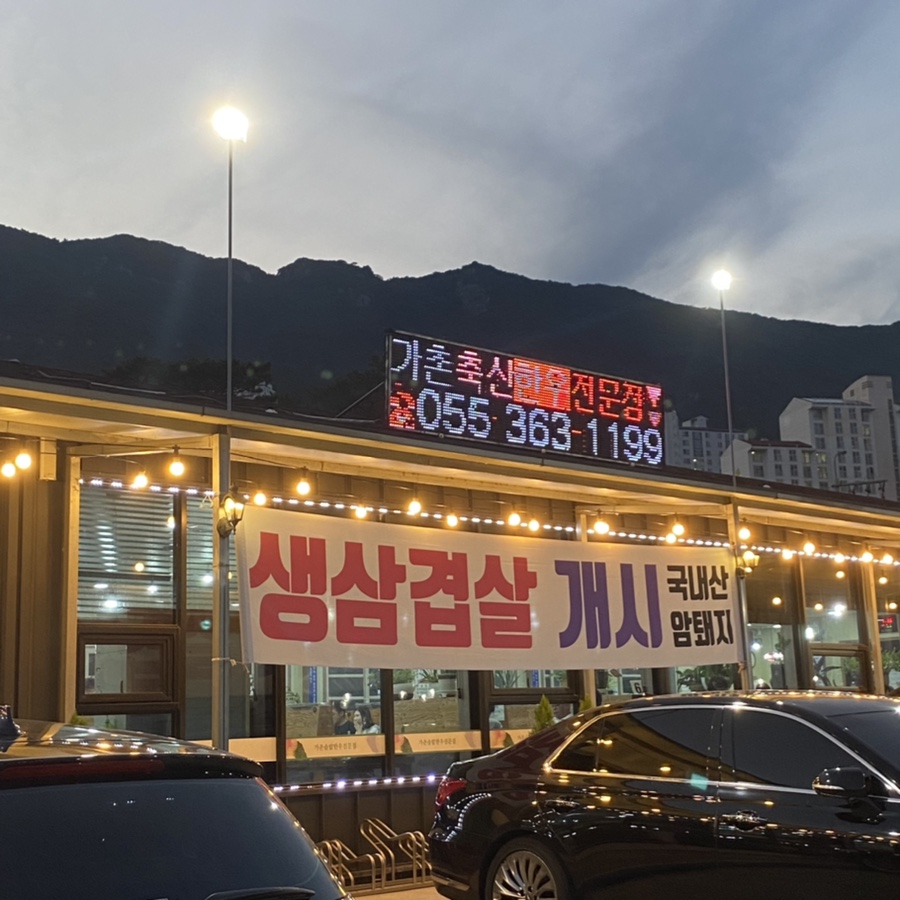 가촌축산한우전문점
055-363-1199
생삼겹살 개시 국내산
암퇘지